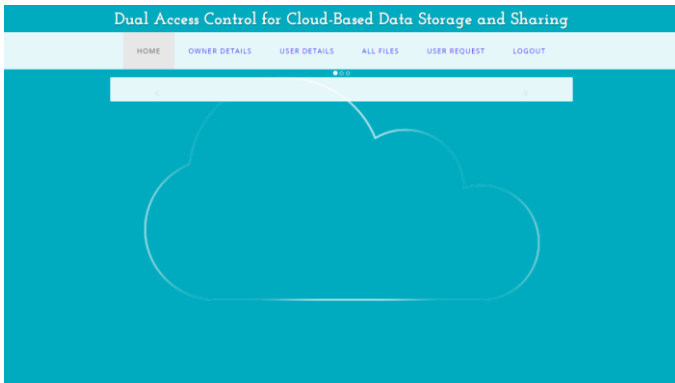 Dual Access Control for Cloud-Based Data Storage and Sharing
HOME OWNER DETAILS USER DETAILS ALL FILES USER REQUEST LOGOUT